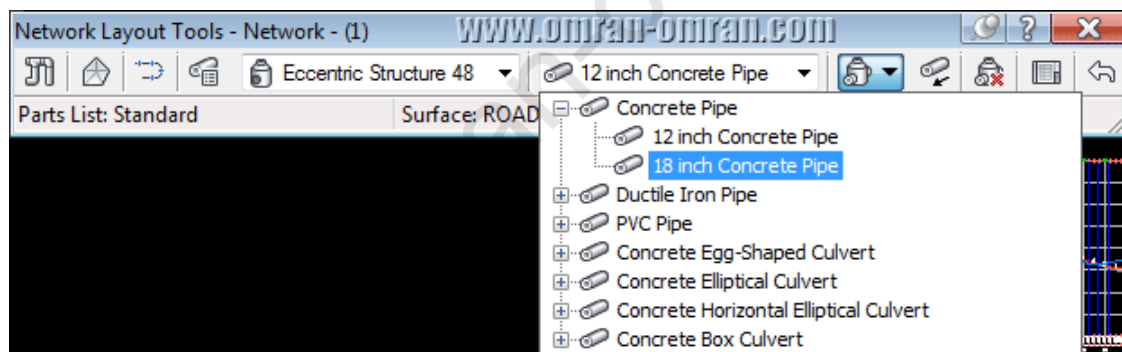 Network Layout Tools - Network - (1)
www.omran-omran.com
Eccentric Structure 48
12 inch Concrete Pipe
Parts List: Standard
Surface: ROAD
Concrete Pipe
12 inch Concrete Pipe
18 inch Concrete Pipe
Ductile Iron Pipe
PVC Pipe
Concrete Egg-Shaped Culvert
Concrete Elliptical Culvert
Concrete Horizontal Elliptical Culvert
Concrete Box Culvert